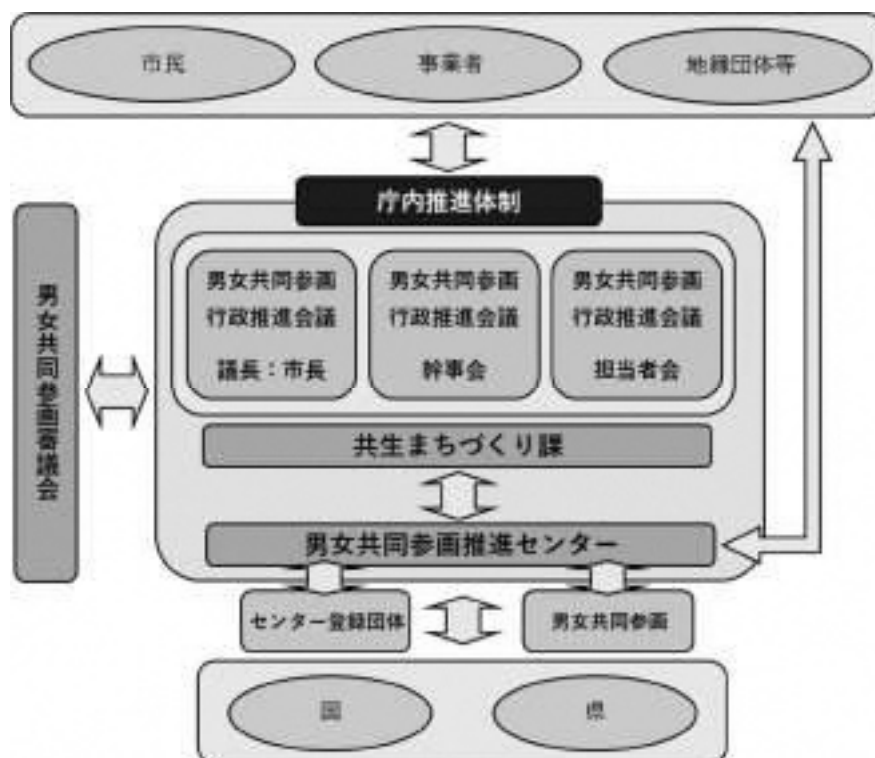 市民
事業者
地縁団体等
庁内推進体制
男女共同参画
行政推進会議
議長：市長
男女共同参画
行政推進会議
幹事会
男女共同参画
行政推進会議
担当者会
男女共同参画審議会
共生まちづくり課
男女共同参画推進センター
センター登録団体
男女共同参画
国
県